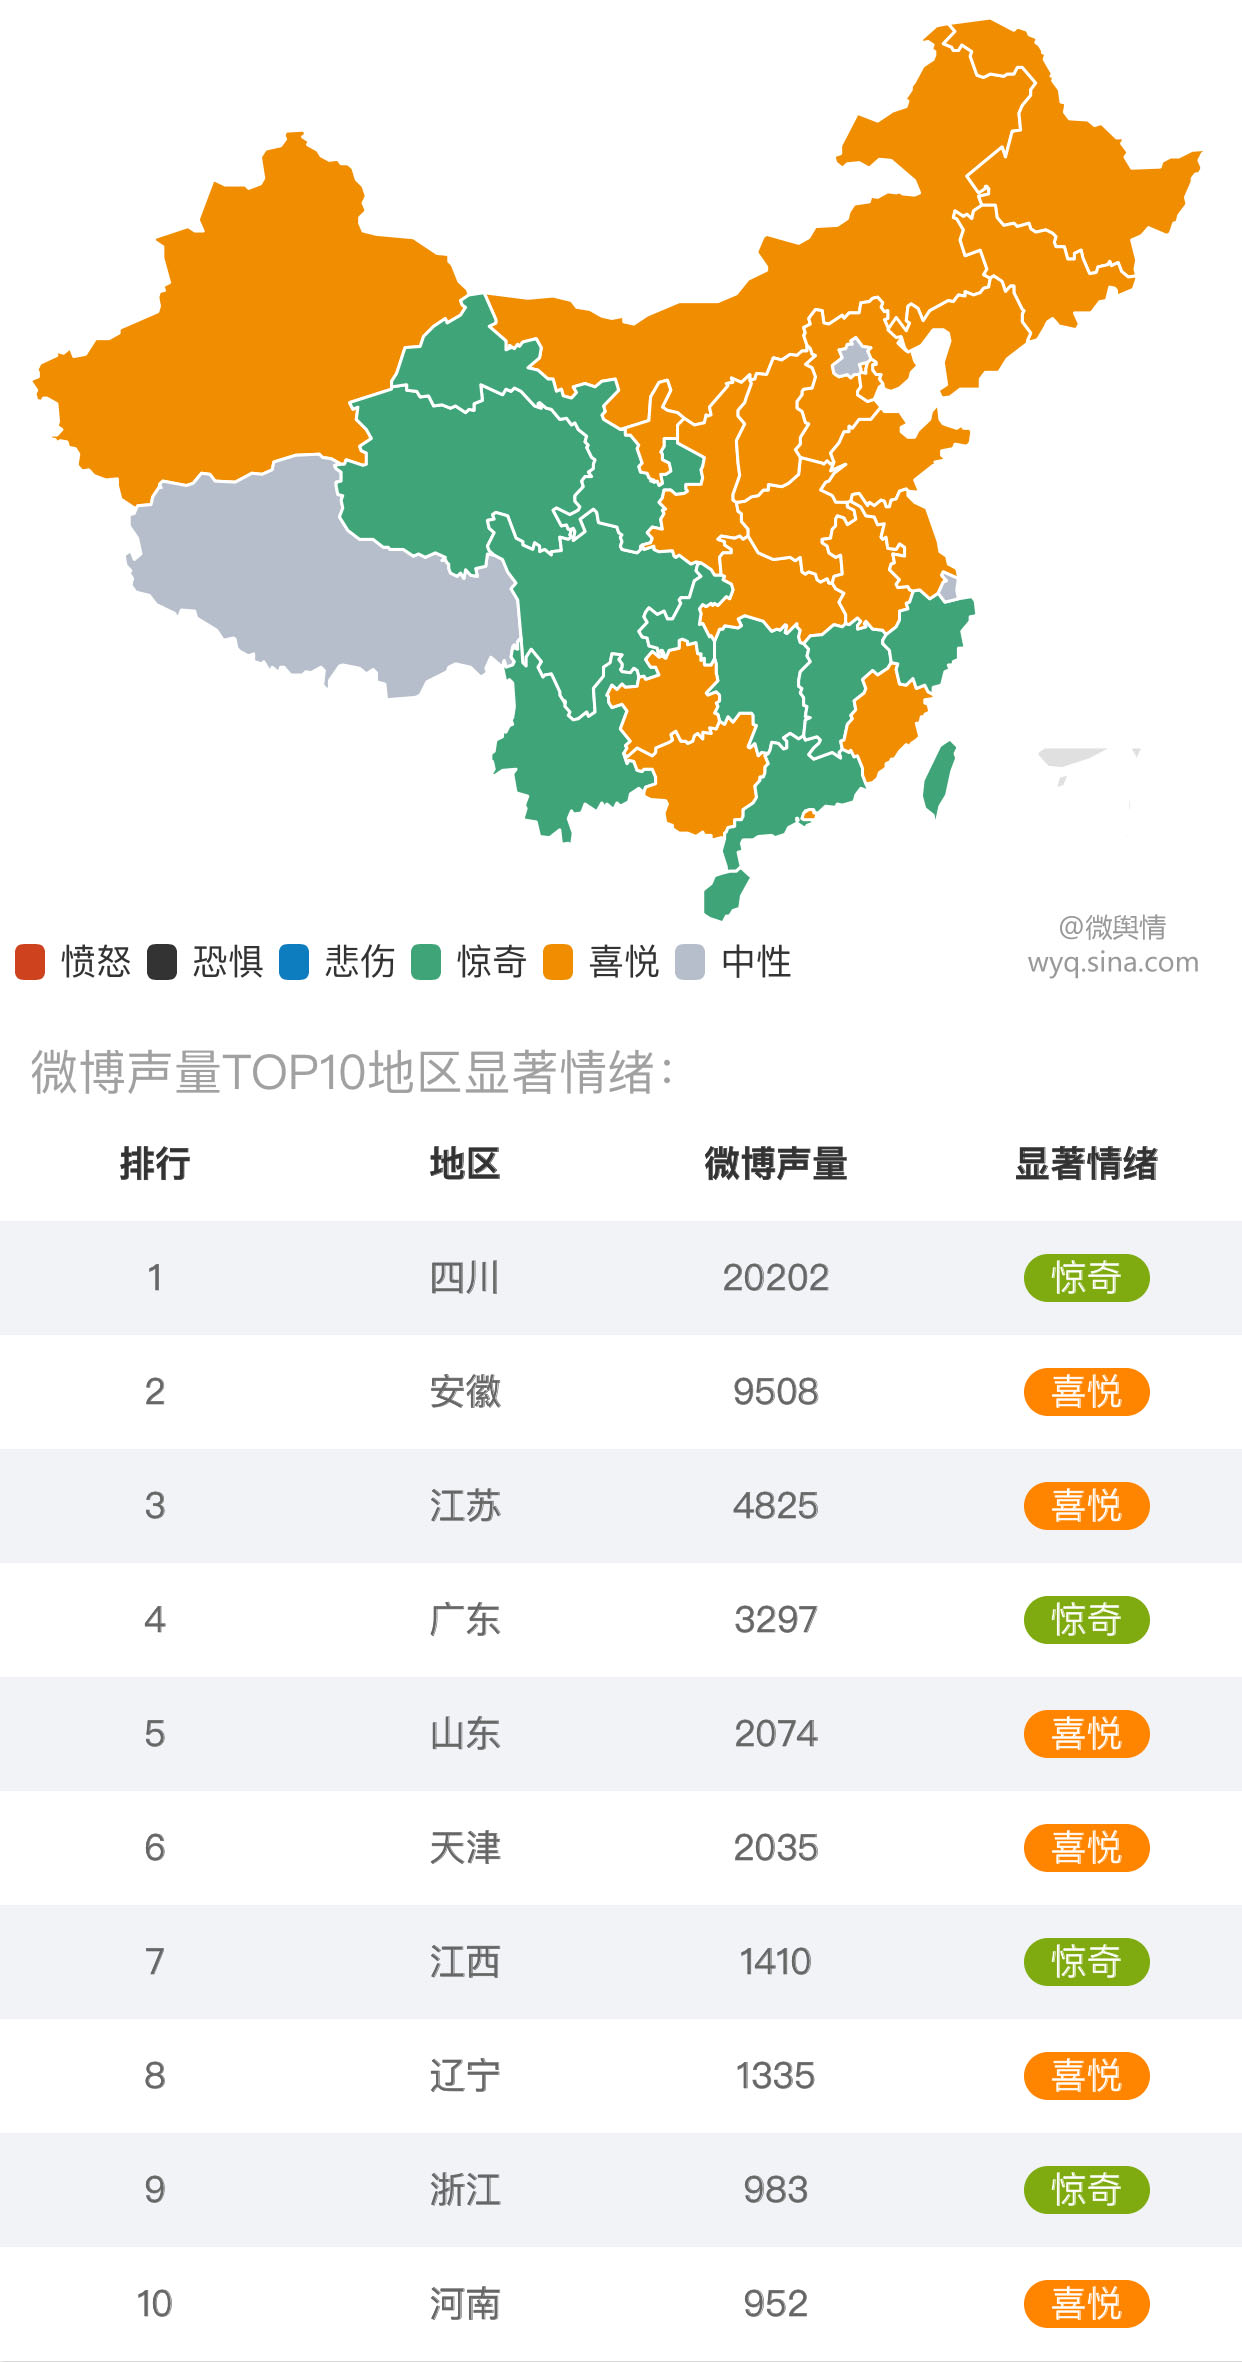 @微舆情
wyq.sina.com
愤怒 恐惧 悲伤 惊奇 喜悦 中性
微博声量TOP10地区显著情绪：
排行 地区 微博声量 显著情绪
1 四川 20202 惊奇
2 安徽 9508 喜悦
3 江苏 4825 喜悦
4 广东 3297 惊奇
5 山东 2074 喜悦
6 天津 2035 喜悦
7 江西 1410 惊奇
8 辽宁 1335 喜悦
9 浙江 983 惊奇
10 河南 952 喜悦